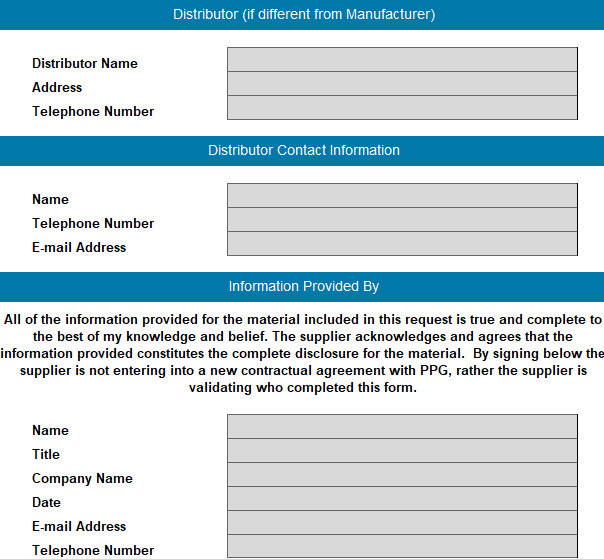 Distributor (if different from Manufacturer)
Distributor Name
Address
Telephone Number
Distributor Contact Information
Name
Telephone Number
E-mail Address
Information Provided By
All of the information provided for the material included in this request is true and complete to
the best of my knowledge and belief. The supplier acknowledges and agrees that the
information provided constitutes the complete disclosure for the material.  By signing below the
supplier is not entering into a new contractual agreement with PPG, rather the supplier is
validating who completed this form.
Name
Title
Company Name
Date
E-mail Address
Telephone Number